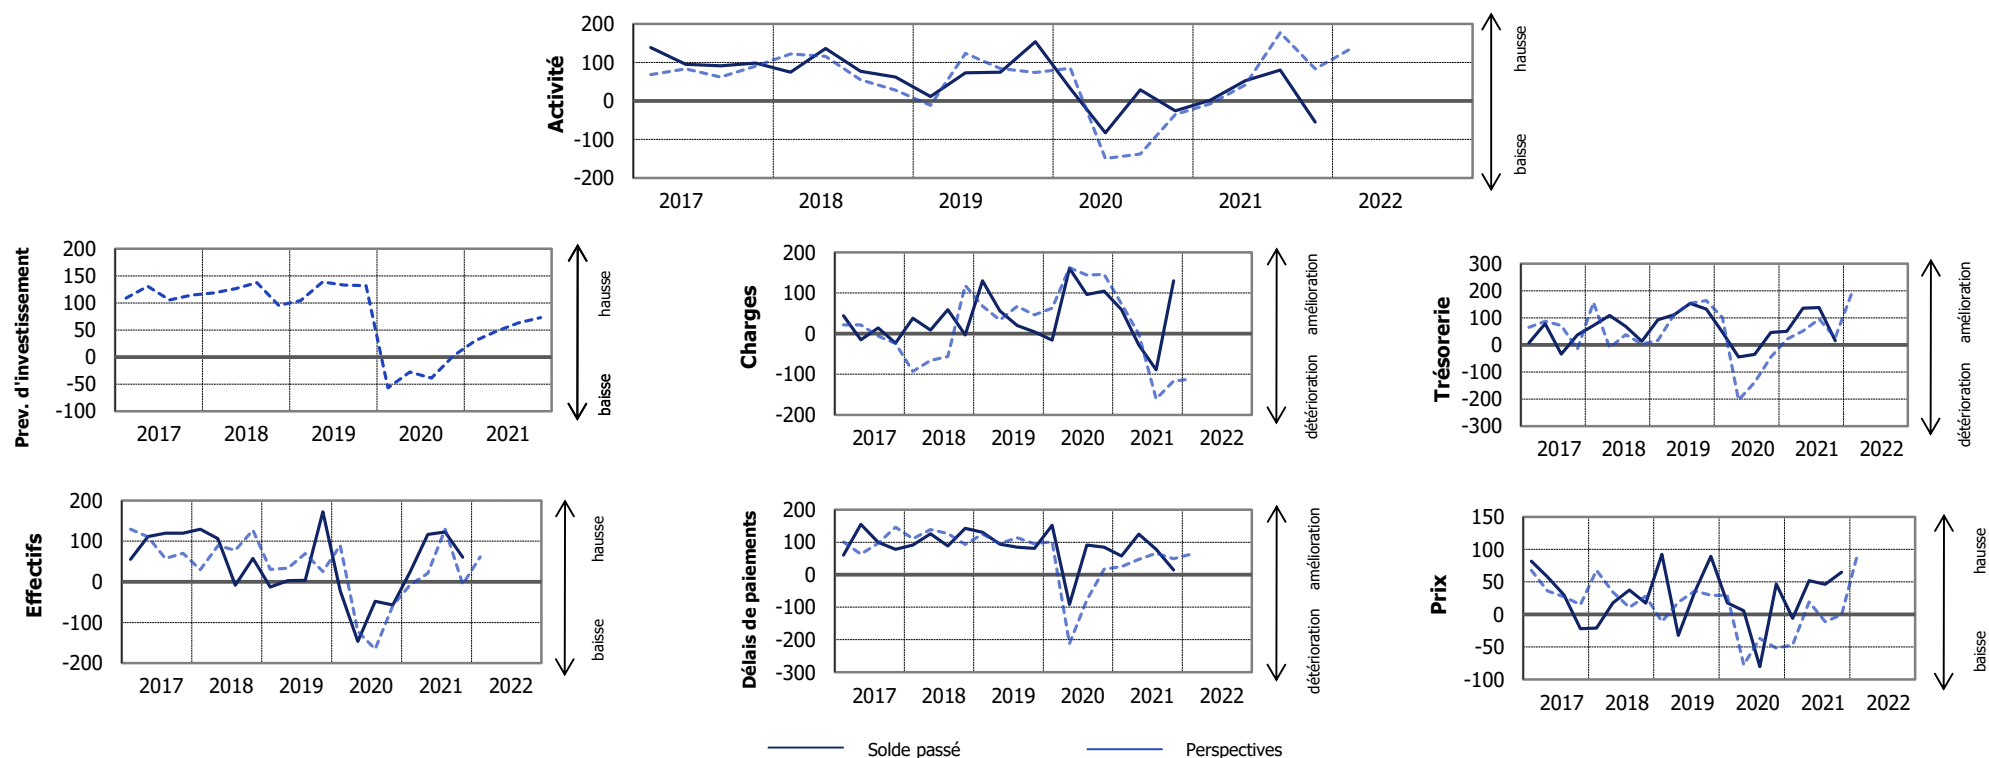 Activité
200
100
0
-100
-200
2017 2018 2019 2020 2021 2022
hausse
baisse
Prev. d'investissement
200
150
100
50
0
-50
-100
2017 2018 2019 2020 2021
hausse
baisse
Charges
200
100
0
-100
-200
2017 2018 2019 2020 2021 2022
amélioration
détérioration
Trésorerie
300
200
100
0
-100
-200
-300
2017 2018 2019 2020 2021 2022
amélioration
détérioration
Effectifs
200
100
0
-100
-200
2017 2018 2019 2020 2021 2022
hausse
baisse
Délais de paiements
200
100
0
-100
-200
-300
2017 2018 2019 2020 2021 2022
amélioration
détérioration
Prix
150
100
50
0
-50
-100
2017 2018 2019 2020 2021 2022
hausse
baisse
Solde passé Perspectives